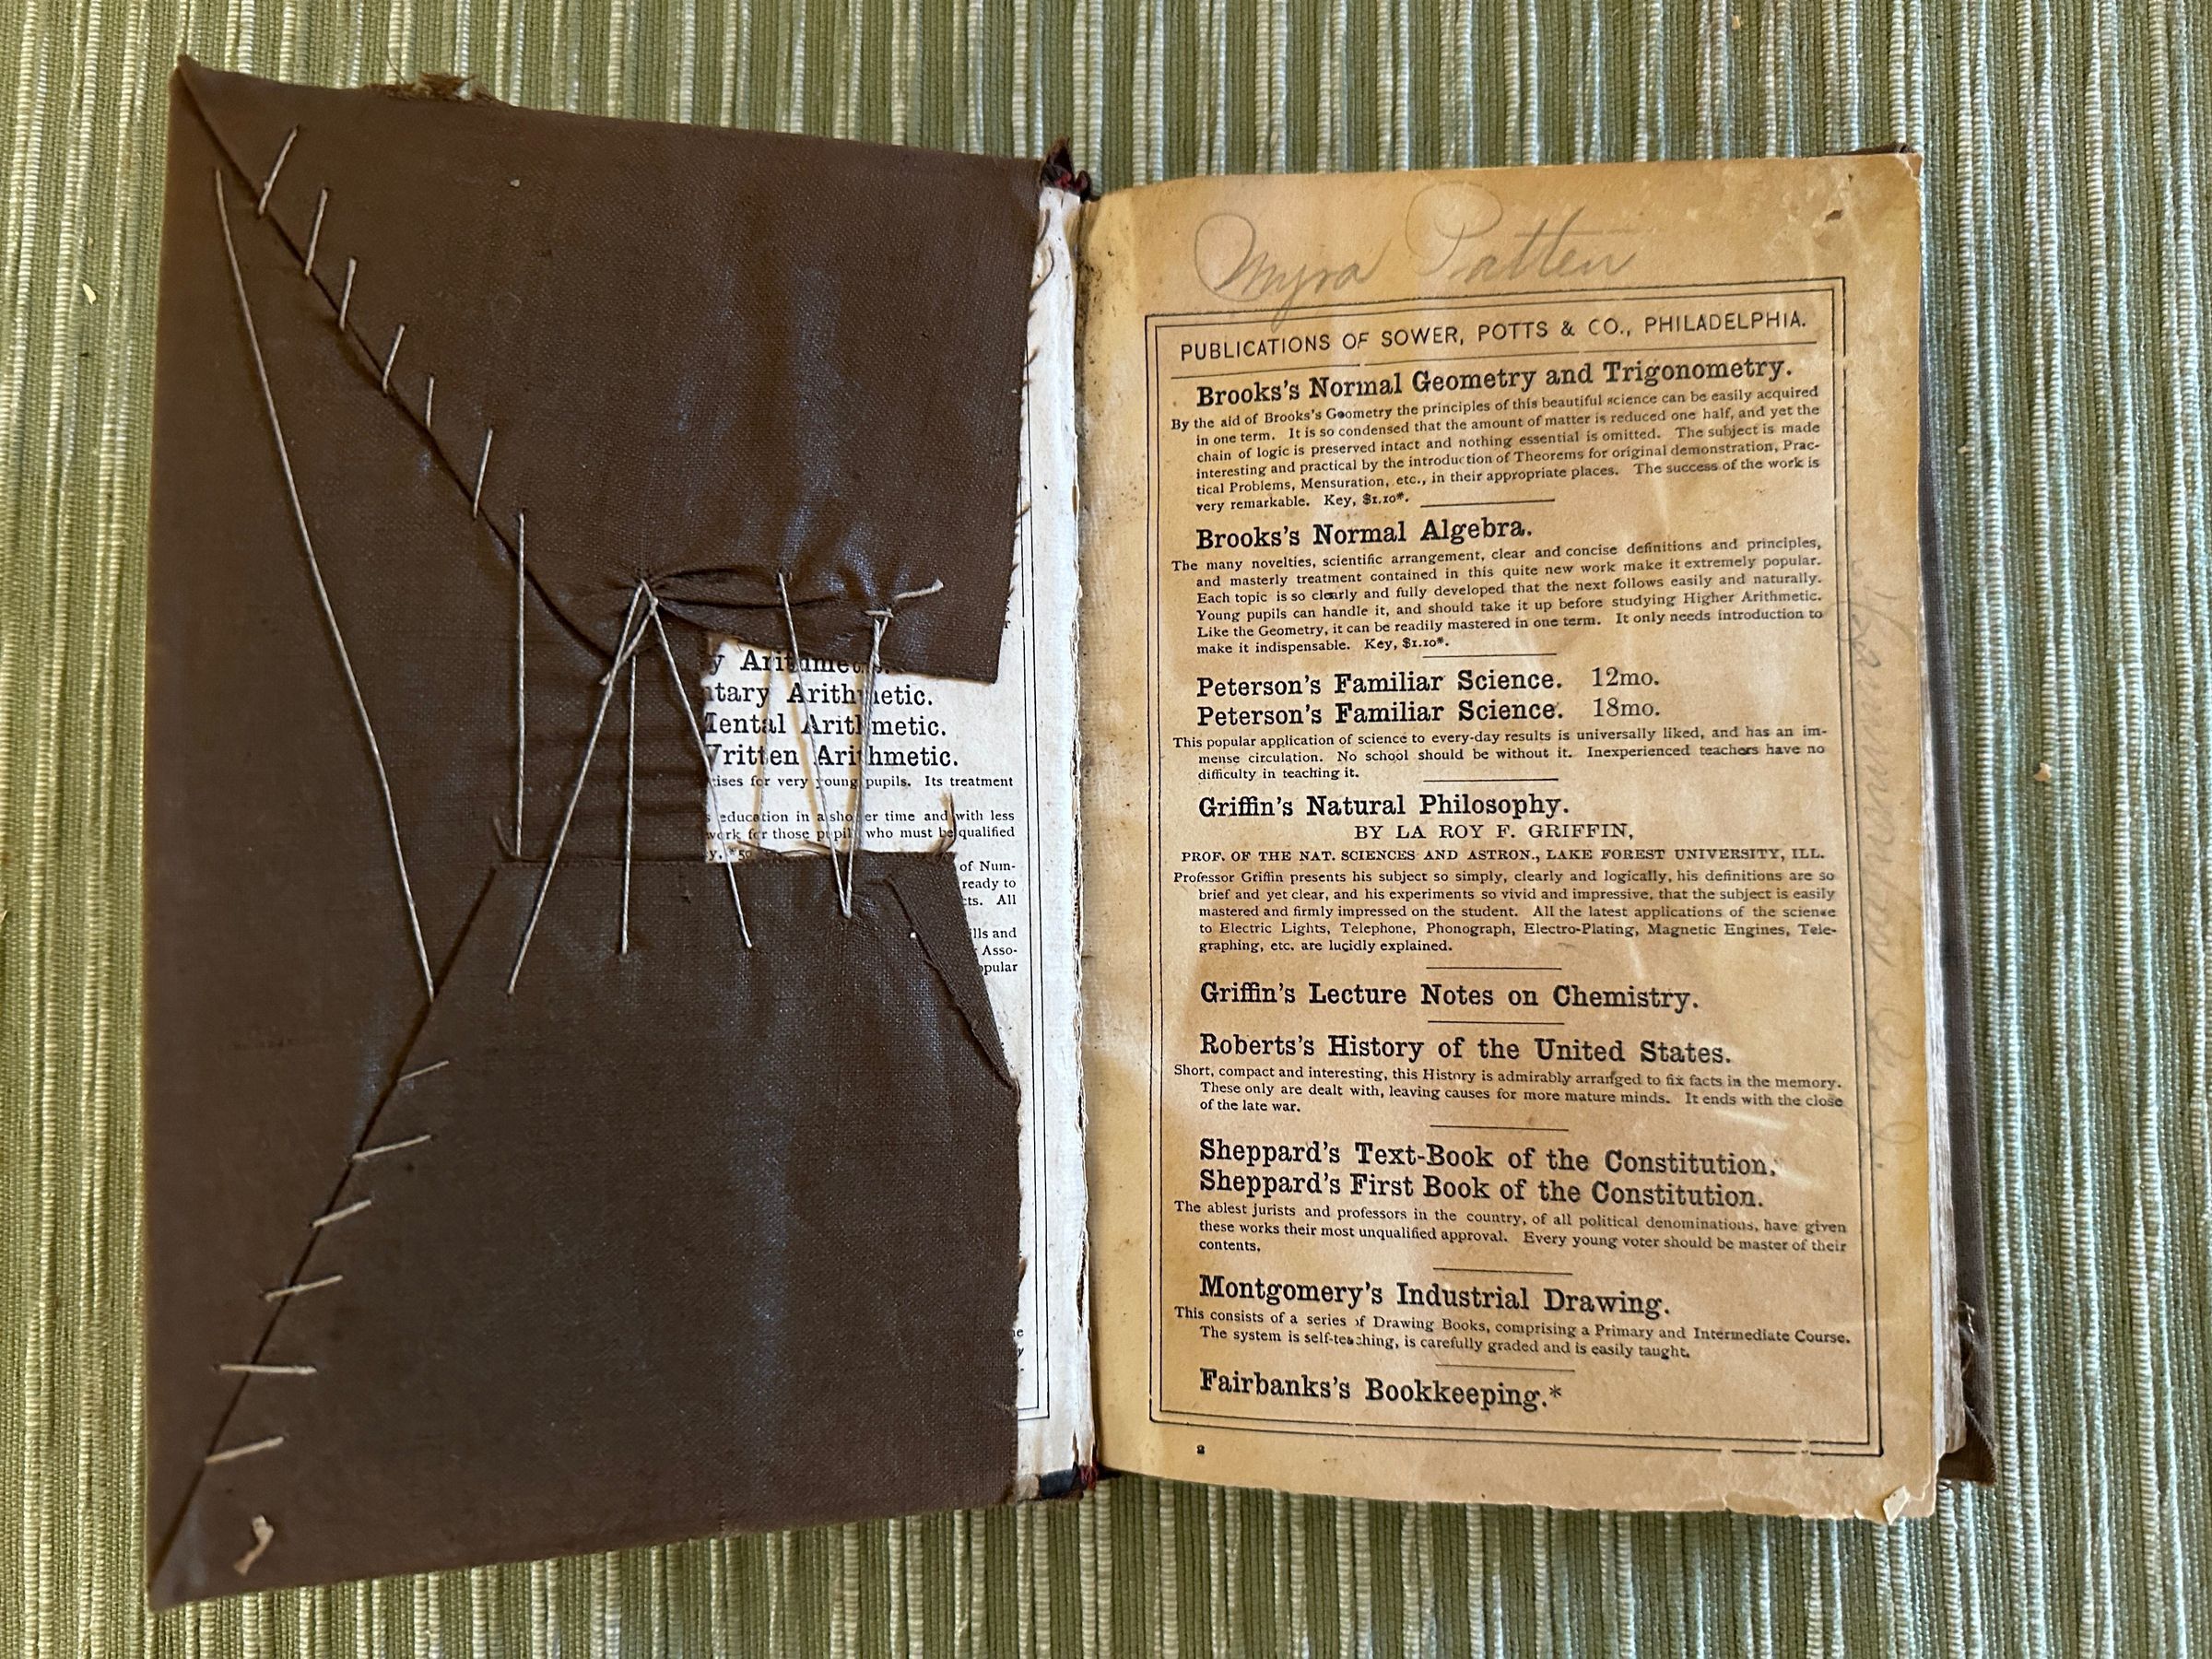 y Arithmetic.
ntary Arithmetic.
Mental Arithmetic.
Written Arithmetic.
ises for very young pupils. Its treatment
s education in a shorter time and with less
work for those pupils who must be qualified
y. *50
of Num-
ready to
cts. All
ills and
Asso-
opular
Myra Patten
PUBLICATIONS OF SOWER, POTTS & CO., PHILADELPHIA.
Brooks's Normal Geometry and Trigonometry.
By the aid of Brooks's Geometry the principles of this beautiful science can be easily acquired
in one term. It is so condensed that the amount of matter is reduced one half, and yet the
chain of logic is preserved intact and nothing essential is omitted. The subject is made
interesting and practical by the introduction of Theorems for original demonstration, Prac-
tical Problems, Mensuration, etc., in their appropriate places. The success of the work is
very remarkable. Key, $1.10*.
Brooks's Normal Algebra.
The many novelties, scientific arrangement, clear and concise definitions and principles,
and masterly treatment contained in this quite new work make it extremely popular.
Each topic is so clearly and fully developed that the next follows easily and naturally.
Young pupils can handle it, and should take it up before studying Higher Arithmetic.
Like the Geometry, it can be readily mastered in one term. It only needs introduction to
make it indispensable. Key, $1.10*.
Peterson's Familiar Science. 12mo.
Peterson's Familiar Science. 18mo.
This popular application of science to every-day results is universally liked, and has an im-
mense circulation. No school should be without it. Inexperienced teachers have no
difficulty in teaching it.
Griffin's Natural Philosophy.
BY LA ROY F. GRIFFIN,
PROF. OF THE NAT. SCIENCES AND ASTRON., LAKE FOREST UNIVERSITY, ILL.
Professor Griffin presents his subject so simply, clearly and logically, his definitions are so
brief and yet clear, and his experiments so vivid and impressive, that the subject is easily
mastered and firmly impressed on the student. All the latest applications of the science
to Electric Lights, Telephone, Phonograph, Electro-Plating, Magnetic Engines, Tele-
graphing, etc. are lucidly explained.
Griffin's Lecture Notes on Chemistry.
Roberts's History of the United States.
Short, compact and interesting, this History is admirably arranged to fix facts in the memory.
These only are dealt with, leaving causes for more mature minds. It ends with the close
of the late war.
Sheppard's Text-Book of the Constitution,
Sheppard's First Book of the Constitution.
The ablest jurists and professors in the country, of all political denominations, have given
these works their most unqualified approval. Every young voter should be master of their
contents.
Montgomery's Industrial Drawing.
This consists of a series of Drawing Books, comprising a Primary and Intermediate Course.
The system is self-teaching, is carefully graded and is easily taught.
Fairbanks's Bookkeeping.*
2